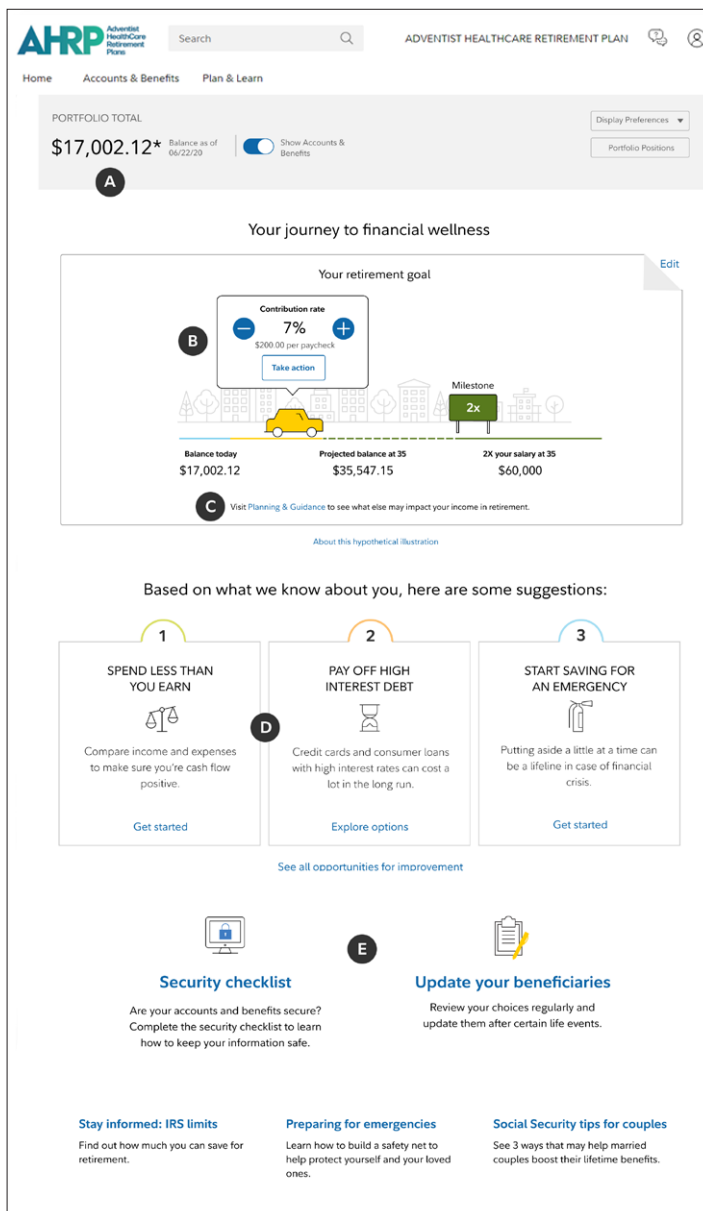 AHRP Adventist
HealthCare
Retirement
Plans
Search
ADVENTIST HEALTHCARE RETIREMENT PLAN
?
Home Accounts & Benefits Plan & Learn
PORTFOLIO TOTAL
$17,002.12* Balance as of
06/22/20
Show Accounts &
Benefits
Display Preferences
Portfolio Positions
A
Your journey to financial wellness
Edit
Your retirement goal
B
Contribution rate
− 7% +
$200.00 per paycheck
Take action
Milestone
2x
Balance today
$17,002.12
Projected balance at 35
$35,547.15
2X your salary at 35
$60,000
C
Visit Planning & Guidance to see what else may impact your income in retirement.
About this hypothetical illustration
Based on what we know about you, here are some suggestions:
1
SPEND LESS THAN
YOU EARN
Compare income and expenses
to make sure you're cash flow
positive.
Get started
D
2
PAY OFF HIGH
INTEREST DEBT
Credit cards and consumer loans
with high interest rates can cost a
lot in the long run.
Explore options
3
START SAVING FOR
AN EMERGENCY
Putting aside a little at a time can
be a lifeline in case of financial
crisis.
Get started
See all opportunities for improvement
E
Security checklist
Are your accounts and benefits secure?
Complete the security checklist to learn
how to keep your information safe.
Update your beneficiaries
Review your choices regularly and
update them after certain life events.
Stay informed: IRS limits
Find out how much you can save for
retirement.
Preparing for emergencies
Learn how to build a safety net to
help protect yourself and your loved
ones.
Social Security tips for couples
See 3 ways that may help married
couples boost their lifetime benefits.